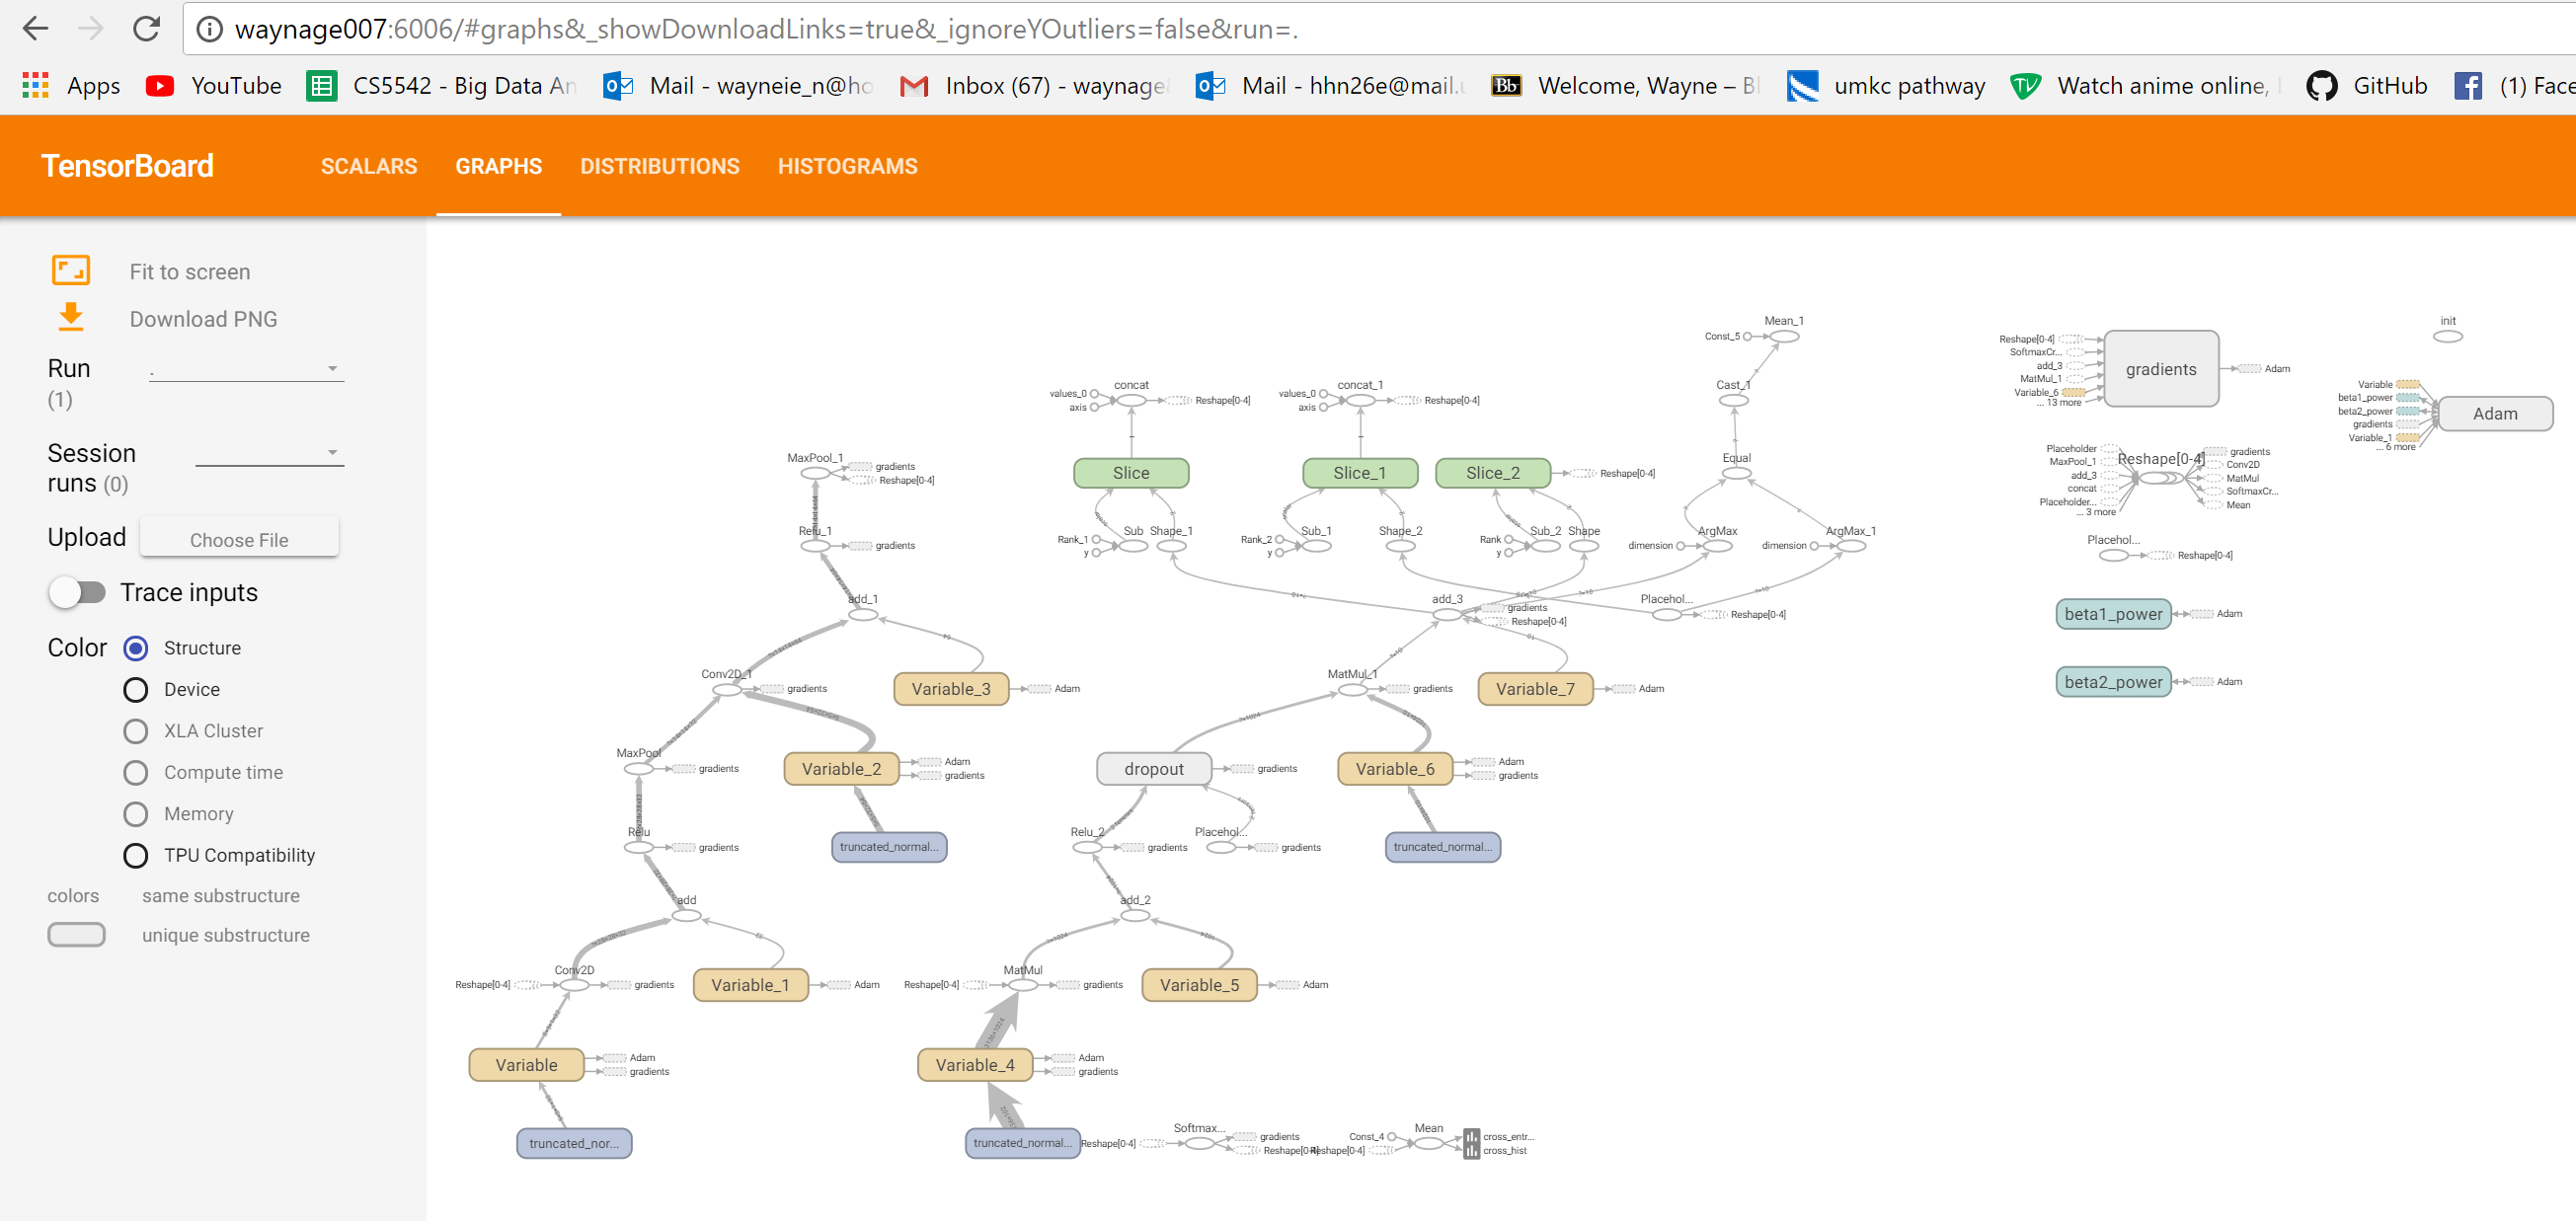 waynage007:6006/#graphs&_showDownloadLinks=true&_ignoreYOutliers=false&run=.
Apps YouTube CS5542 - Big Data An Mail - wayneie_n@ho Inbox (67) - waynage Mail - hhn26e@mail.u Welcome, Wayne – Bl umkc pathway Watch anime online, GitHub (1) Face
TensorBoard SCALARS GRAPHS DISTRIBUTIONS HISTOGRAMS
Fit to screen
Download PNG
Run
(1)
.
Session
runs (0)
Upload Choose File
Trace inputs
Color Structure
Device
XLA Cluster
Compute time
Memory
TPU Compatibility
colors same substructure
unique substructure
MaxPool_1 gradients
Reshape[0-4]
Relu_1 gradients
add_1
Conv2D_1 gradients
Variable_3 Adam
MaxPool gradients
Variable_2 Adam
gradients
Relu gradients
truncated_normal...
add
Conv2D
Reshape[0-4] gradients
Variable_1 Adam
Variable Adam
gradients
truncated_nor...
concat
values_0
axis
Reshape[0-4]
Slice
Rank_1
y
Sub Shape_1
concat_1
values_0
axis
Reshape[0-4]
Slice_1
Rank_2
y
Sub_1 Shape_2
Slice_2 Reshape[0-4]
Rank
y
Sub_2 Shape
Mean_1
Const_5
Cast_1
Equal
ArgMax
dimension
ArgMax_1
dimension
add_3
gradients
Reshape[0-4]
Placehol...
Reshape[0-4]
MatMul_1
?×10
gradients
Variable_7 Adam
?×1024
dropout gradients
Variable_6 Adam
gradients
Relu_2 gradients
Placehol... gradients
truncated_normal...
add_2
?×1024
MatMul
Reshape[0-4] gradients
Variable_5 Adam
3136×1024
Variable_4 Adam
gradients
truncated_normal...
Softmax...
Reshape[0-4]
gradients
Reshape[0-4]
Mean
Const_4
Reshape[0-4]
cross_entr...
cross_hist
Reshape[0-4]
SoftmaxCr...
add_3
MatMul_1
Variable_6
... 13 more
gradients Adam
Reshape[0-4]
Placeholder
MaxPool_1
add_3
concat
Placeholder...
... 3 more
gradients
Conv2D
MatMul
SoftmaxCr...
Mean
Placehol...
Reshape[0-4]
beta1_power Adam
beta2_power Adam
init
Variable
beta1_power
beta2_power
gradients
Variable_1
... 6 more
Adam